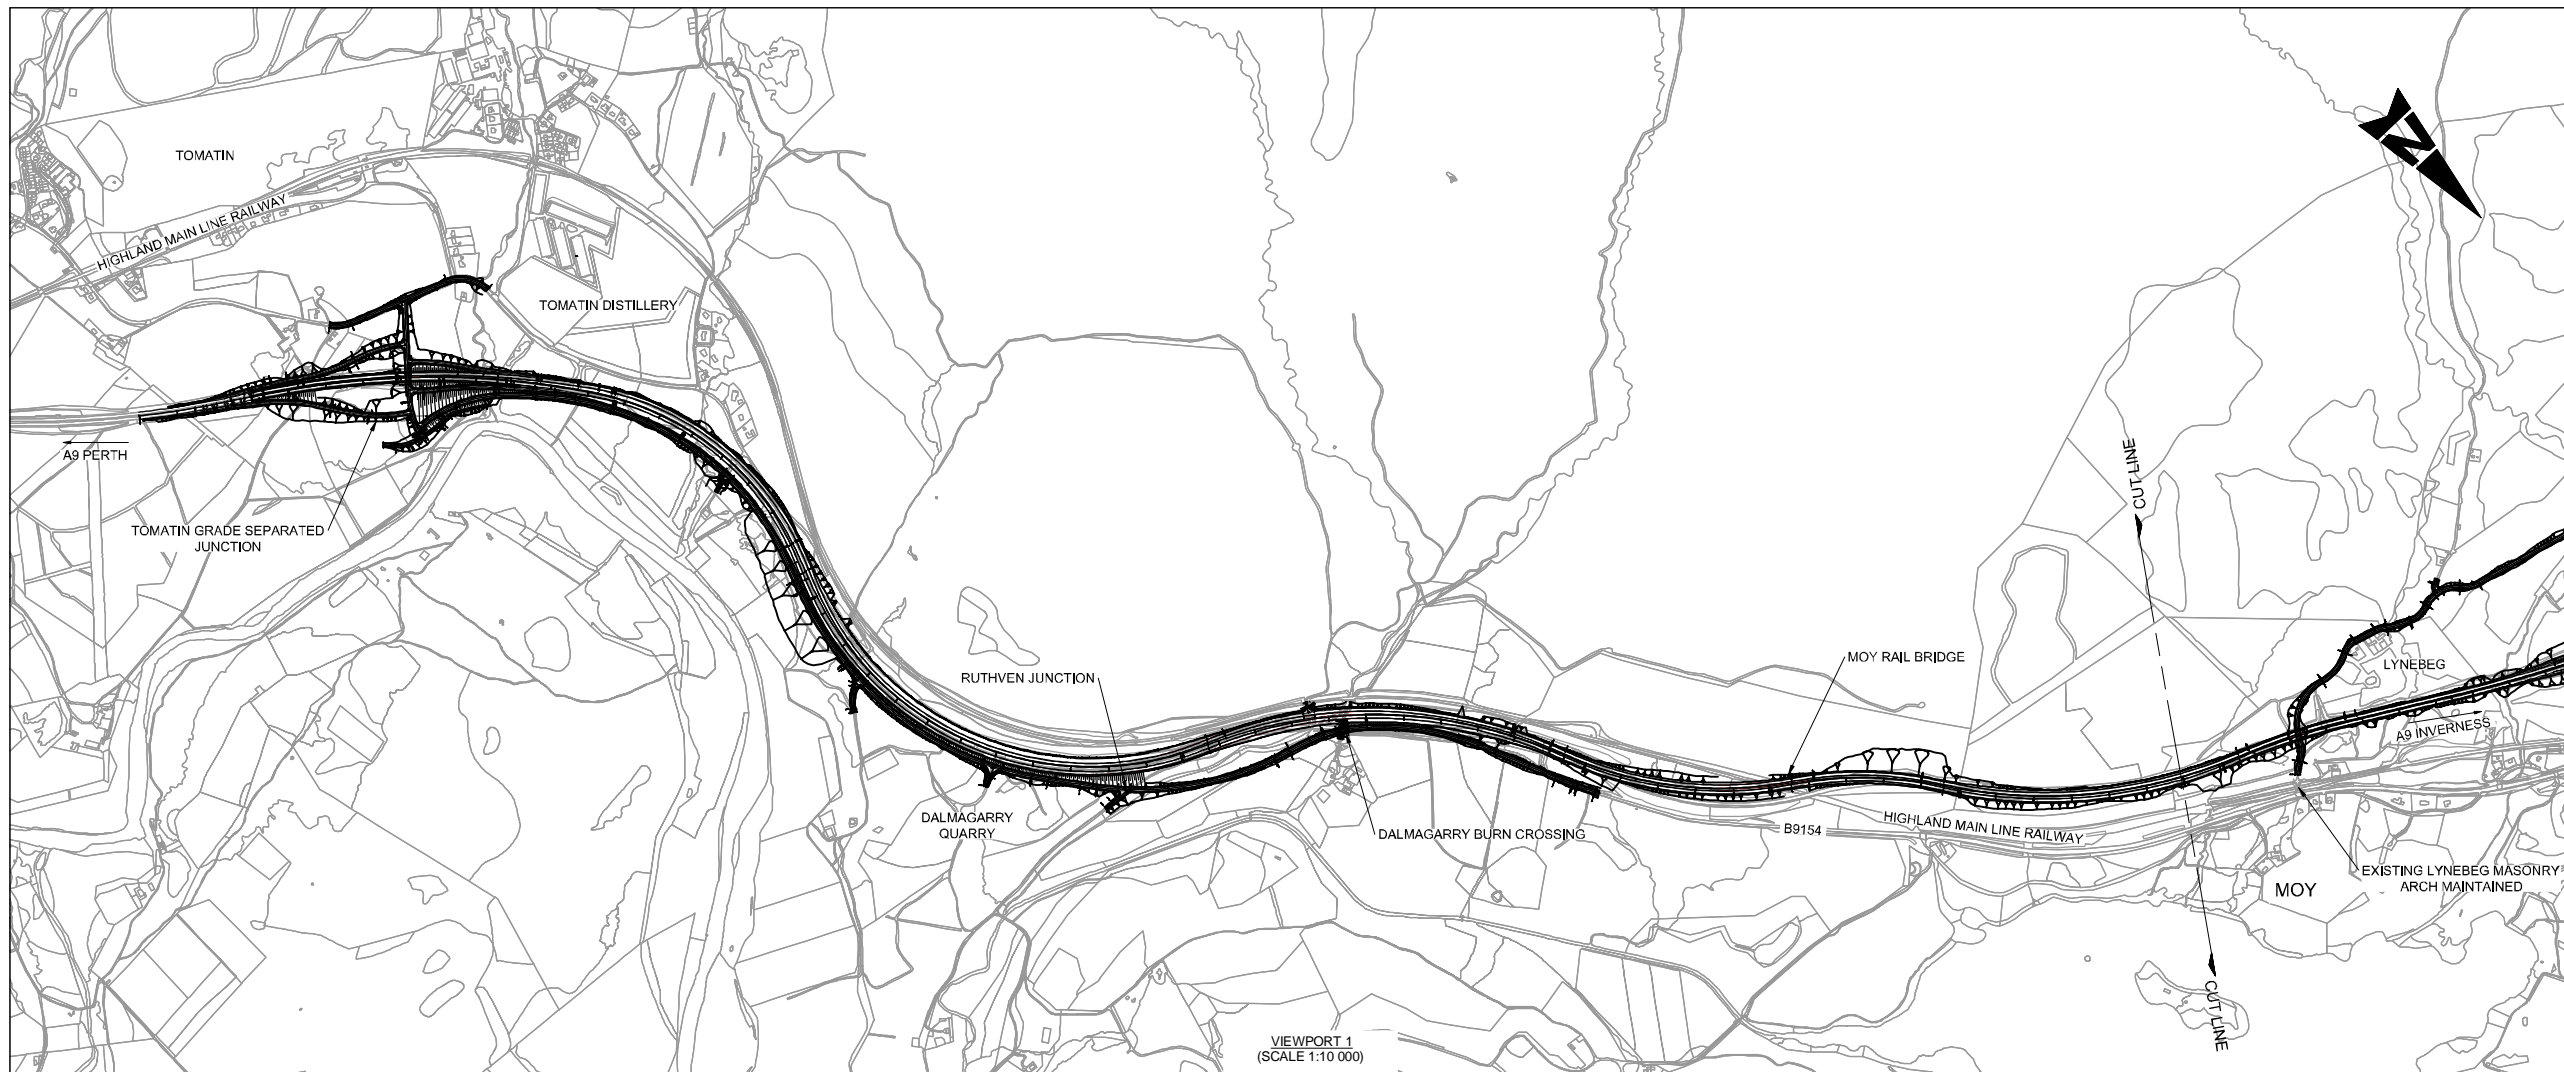 TOMATIN
HIGHLAND MAIN LINE RAILWAY
TOMATIN DISTILLERY
A9 PERTH
TOMATIN GRADE SEPARATED
JUNCTION
RUTHVEN JUNCTION
DALMAGARRY
QUARRY
DALMAGARRY BURN CROSSING
MOY RAIL BRIDGE
B9154
HIGHLAND MAIN LINE RAILWAY
CUT LINE
N
LYNEBEG
A9 INVERNESS
EXISTING LYNEBEG MASONRY
ARCH MAINTAINED
MOY
CUT LINE
VIEWPORT 1
(SCALE 1:10 000)